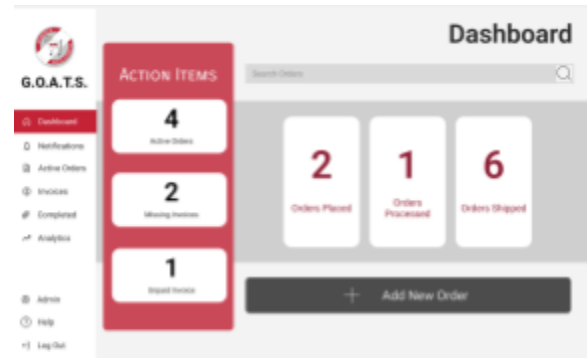 G.O.A.T.S.
Dashboard
Notifications
Active Orders
Invoices
Completed
Analytics
Admin
Help
Log Out
ACTION ITEMS
4
Active Orders
2
Missing Invoices
1
Unpaid Invoice
Dashboard
Search Orders
2
Orders Placed
1
Orders
Processed
6
Orders Shipped
Add New Order